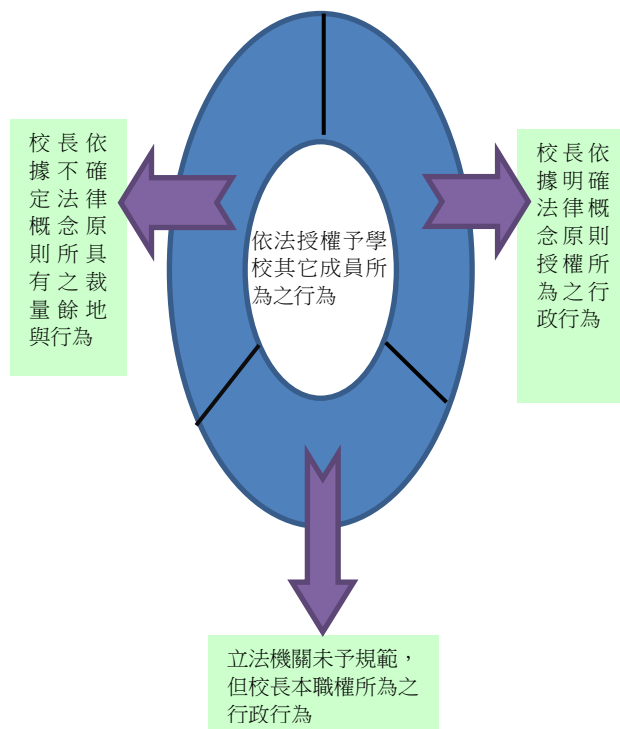 校長依
據不確
定法律
概念原
則所具
有之裁
量餘地
與行為
依法授權予學
校其它成員所
為之行為
校長依
據明確
法律概
念原則
授權所
為之行
政行為
立法機關未予規範，
但校長本職權所為之
行政行為